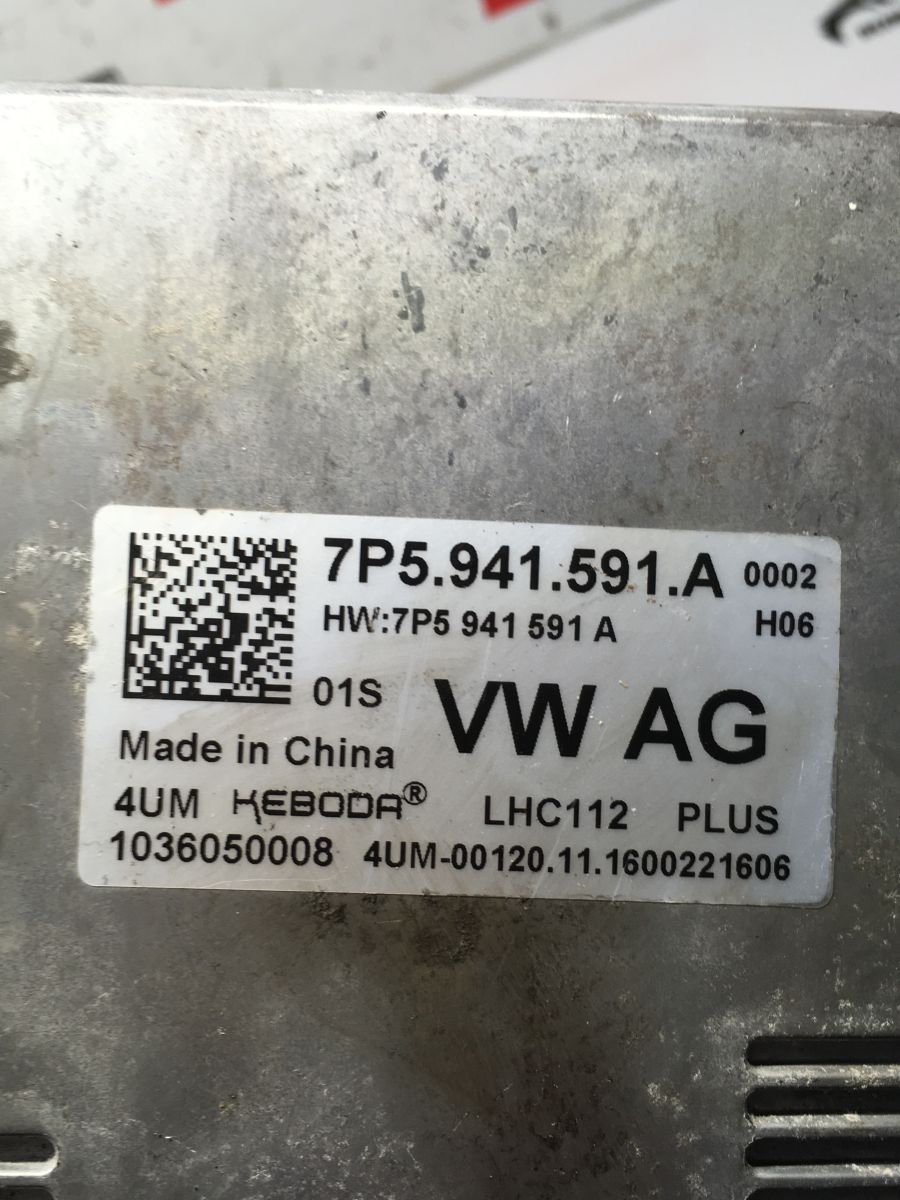 7P5.941.591.A 0002
HW:7P5 941 591 A H06
01S VW AG
Made in China
4UM KEBODA® LHC112 PLUS
1036050008 4UM-00120.11.1600221606